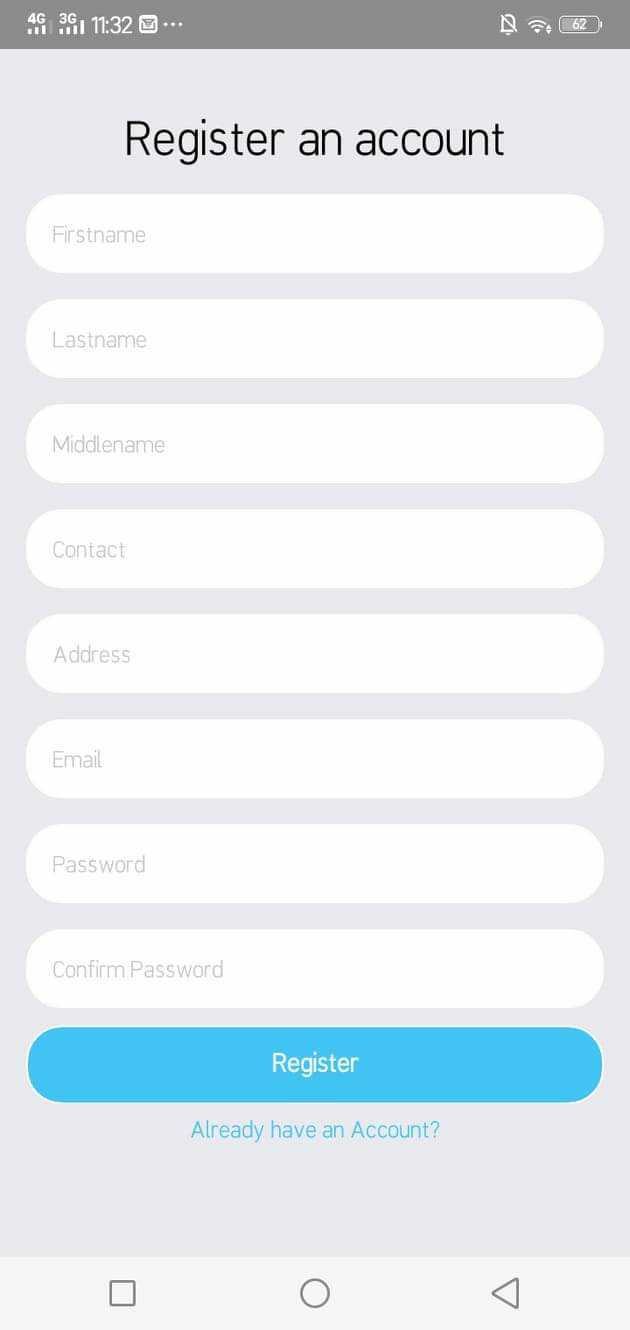 4G 3G 11:32 62
Register an account
Firstname
Lastname
Middlename
Contact
Address
Email
Password
Confirm Password
Register
Already have an Account?